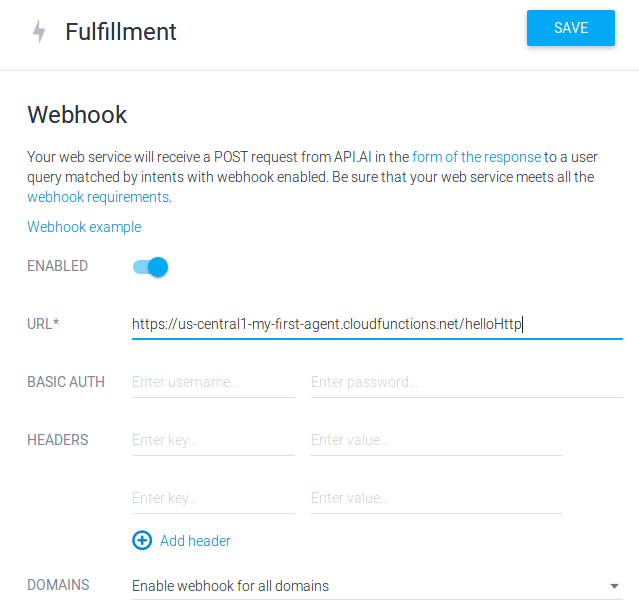 Fulfillment
SAVE
Webhook
Your web service will receive a POST request from API.AI in the form of the response to a user
query matched by intents with webhook enabled. Be sure that your web service meets all the
webhook requirements.
Webhook example
ENABLED
URL* https://us-central1-my-first-agent.cloudfunctions.net/helloHttp
BASIC AUTH Enter username... Enter password...
HEADERS Enter key... Enter value...
Enter key... Enter value...
Add header
DOMAINS Enable webhook for all domains